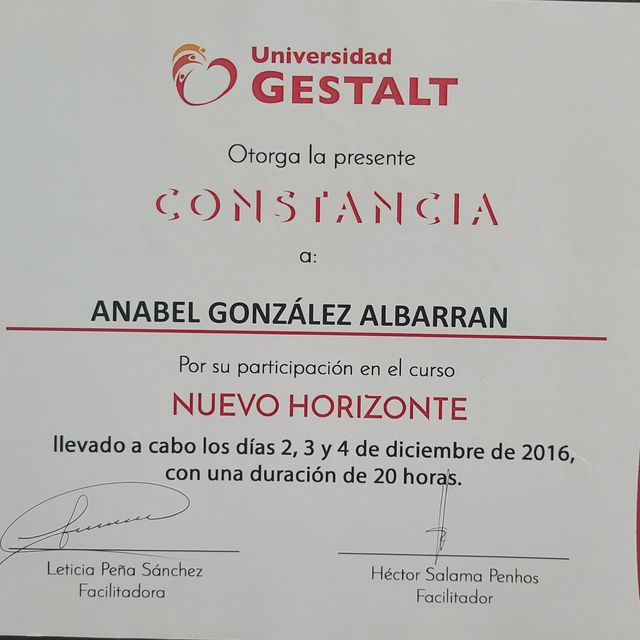 Universidad
GESTALT
Otorga la presente
CONSTANCIA
a:
ANABEL GONZÁLEZ ALBARRAN
Por su participación en el curso
NUEVO HORIZONTE
llevado a cabo los días 2, 3 y 4 de diciembre de 2016,
con una duración de 20 horas.
Leticia Peña Sánchez
Facilitadora
Héctor Salama Penhos
Facilitador